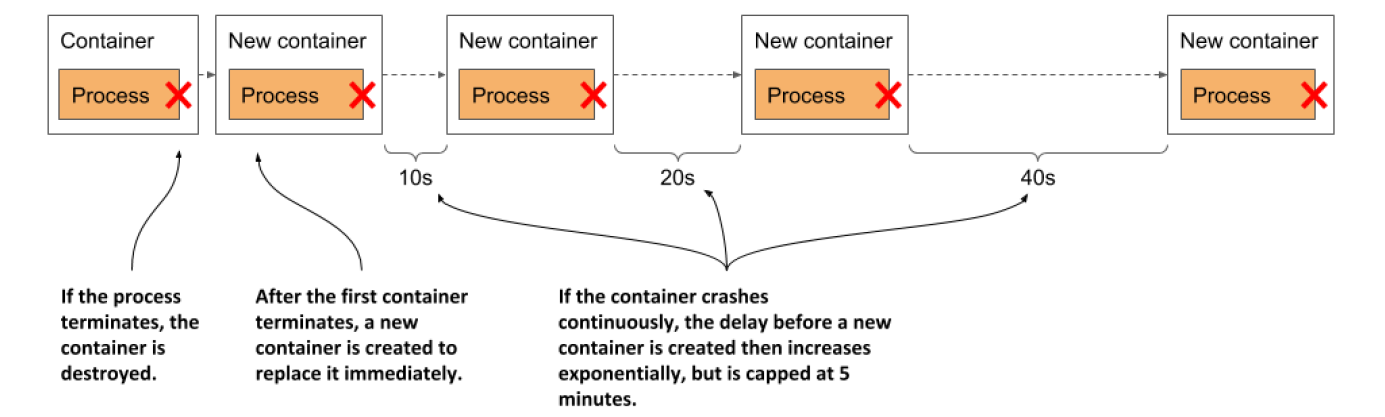 Container
New container
New container
New container
New container
Process
Process
Process
Process
Process
10s
20s
40s
If the process
terminates, the
container is
destroyed.
After the first container
terminates, a new
container is created to
replace it immediately.
If the container crashes
continuously, the delay before a new
container is created then increases
exponentially, but is capped at 5
minutes.